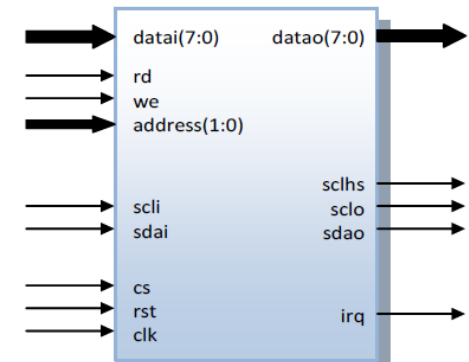 datai(7:0) datao(7:0)
rd
we
address(1:0)
sclhs
scli sclo
sdai sdao
cs
rst irq
clk